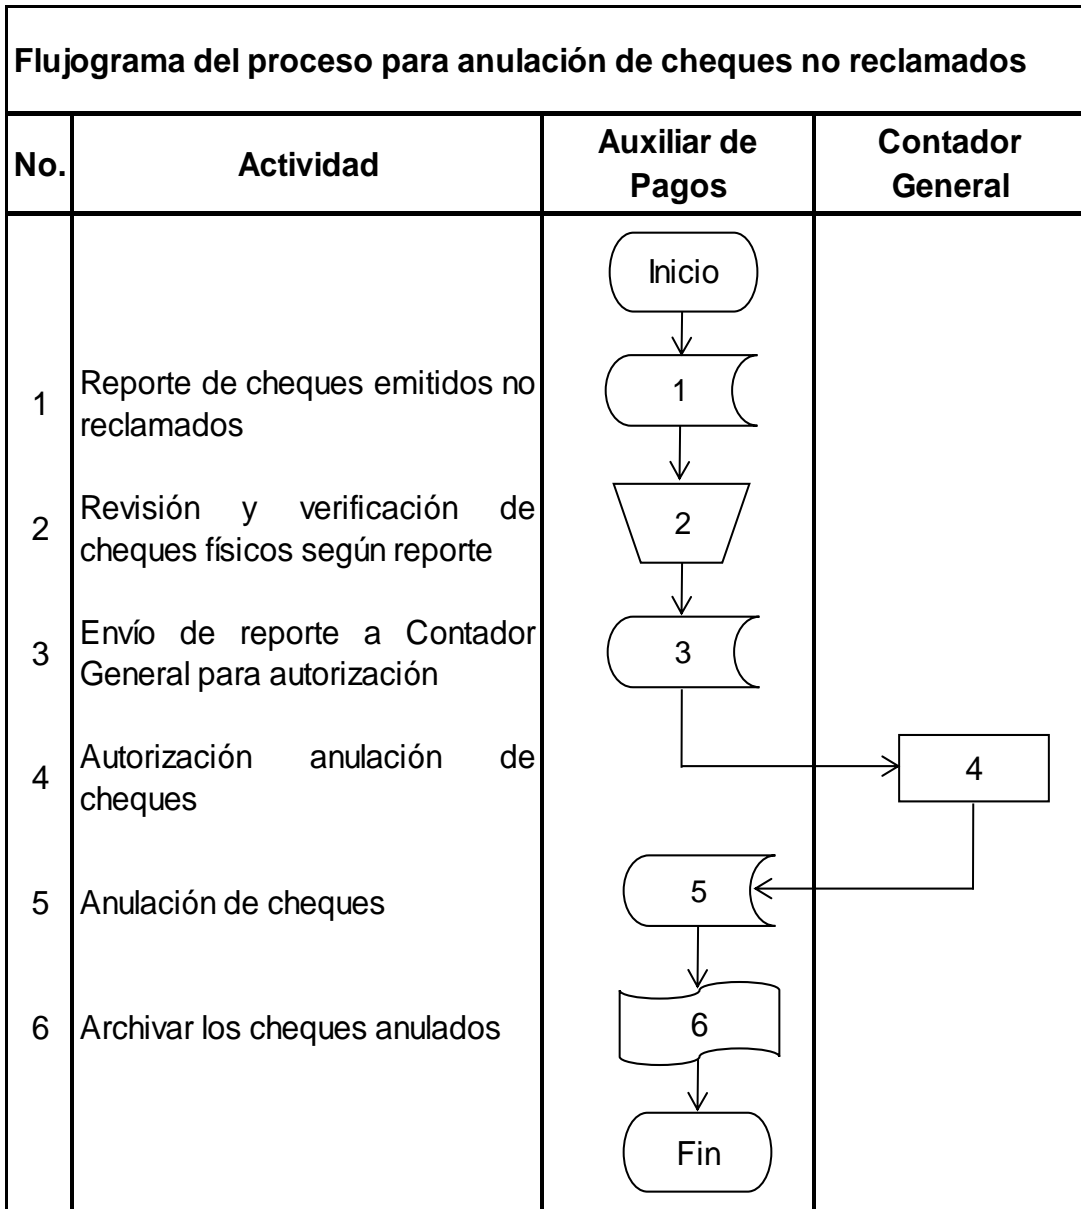 Flujograma del proceso para anulación de cheques no reclamados
No. Actividad Auxiliar de Pagos Contador General
Inicio
1 Reporte de cheques emitidos no
reclamados
1
2 Revisión y verificación de
cheques físicos según reporte
2
3 Envío de reporte a Contador
General para autorización
3
4 Autorización anulación de
cheques
4
5 Anulación de cheques
5
6 Archivar los cheques anulados
6
Fin